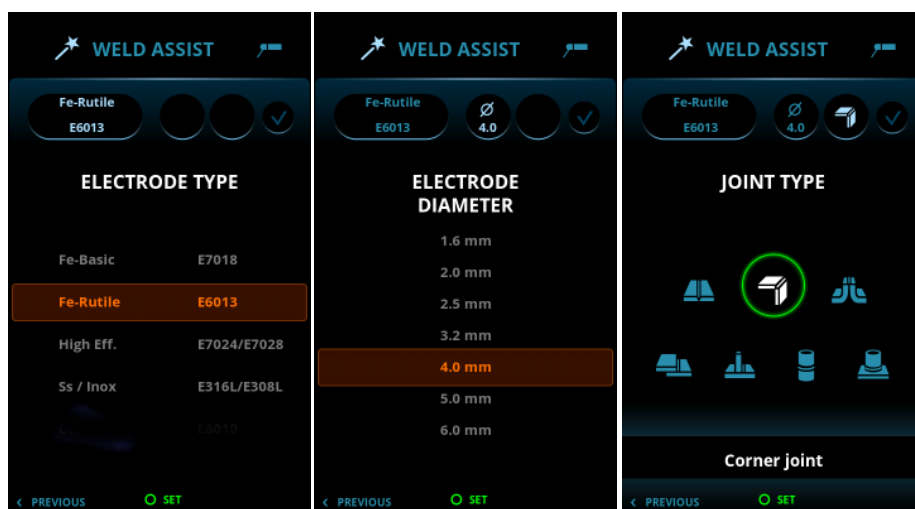 WELD ASSIST
Fe-Rutile
E6013
ELECTRODE TYPE
Fe-Basic E7018
Fe-Rutile E6013
High Eff. E7024/E7028
Ss / Inox E316L/E308L
E6010
< PREVIOUS SET
WELD ASSIST
Fe-Rutile
E6013
Ø
4.0
ELECTRODE
DIAMETER
1.6 mm
2.0 mm
2.5 mm
3.2 mm
4.0 mm
5.0 mm
6.0 mm
< PREVIOUS SET
WELD ASSIST
Fe-Rutile
E6013
Ø
4.0
JOINT TYPE
Corner joint
< PREVIOUS SET